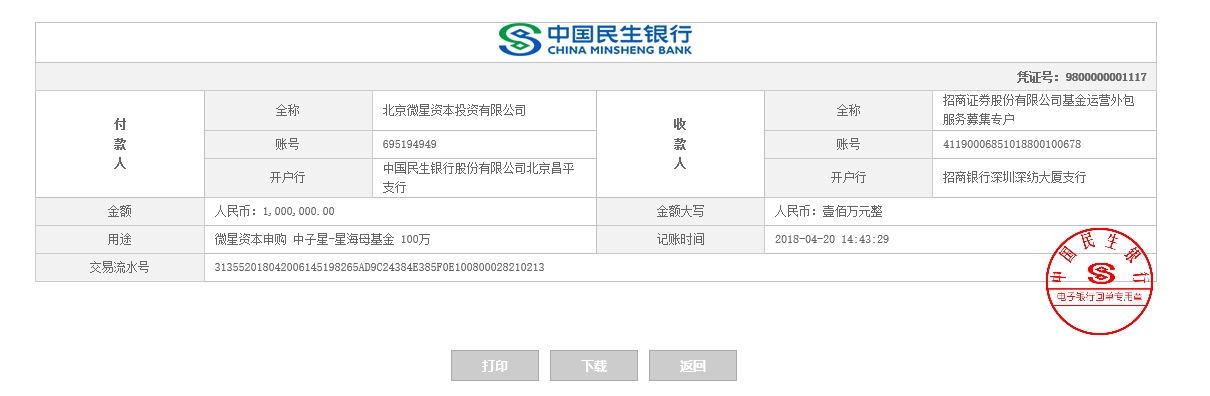 中国民生银行
CHINA MINSHENG BANK
凭证号：9800000001117
付款人
全称
北京微星资本投资有限公司
收款人
全称
招商证券股份有限公司基金运营外包
服务募集专户
账号
695194949
账号
41190006851018800100678
开户行
中国民生银行股份有限公司北京昌平
支行
开户行
招商银行深圳深纺大厦支行
金额
人民币：1,000,000.00
金额大写
人民币：壹佰万元整
用途
微星资本申购 中子星-星海母基金 100万
记账时间
2018-04-20 14:43:29
交易流水号
313552018042006145198265AD9C24384E385F0E100800028210213
中国民生银行
电子银行回单专用章
打印
下载
返回